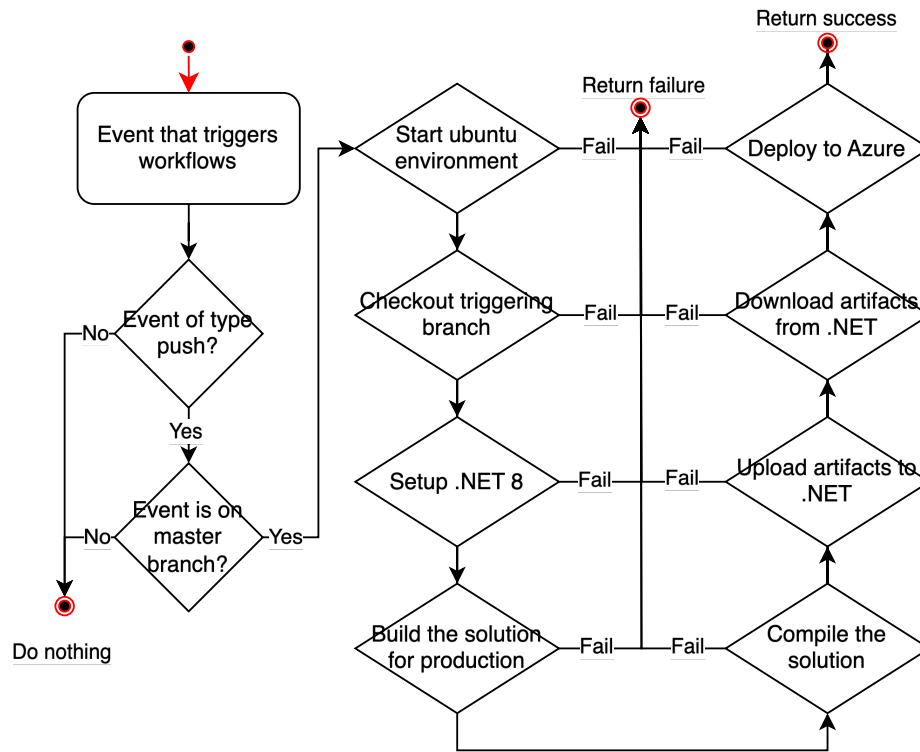 Return success
Return failure
Event that triggers
workflows
Start ubuntu
environment
Fail
Fail
Deploy to Azure
Event of type
push?
No
Yes
Checkout triggering
branch
Fail
Fail
Download artifacts
from .NET
Event is on
master
branch?
No
Yes
Setup .NET 8
Fail
Fail
Upload artifacts to
.NET
Do nothing
Build the solution
for production
Fail
Fail
Compile the
solution